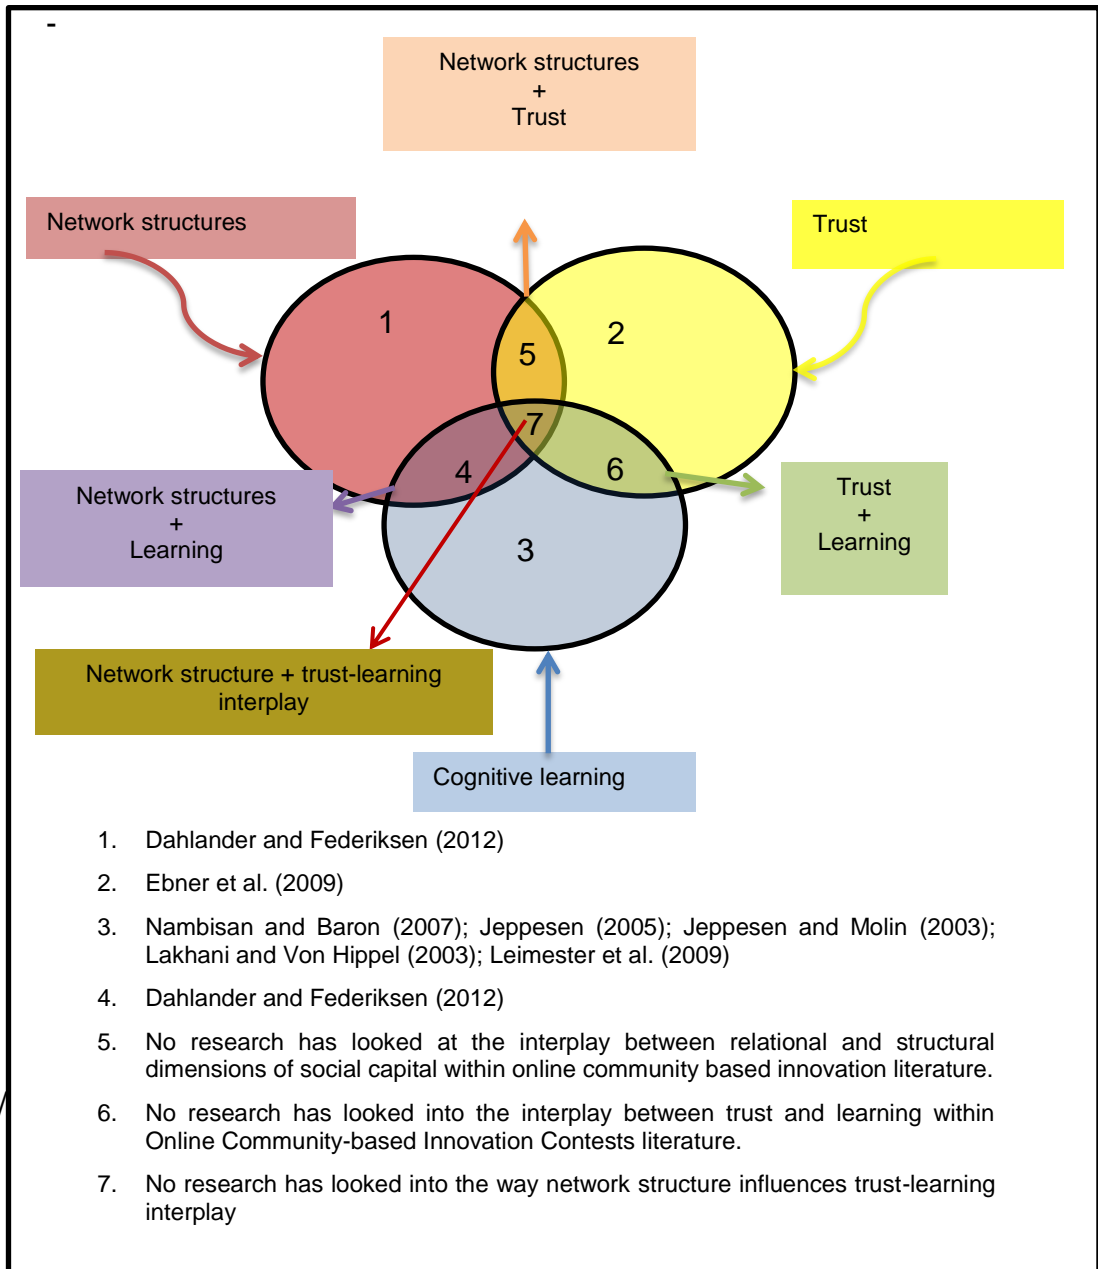 -
Network structures
+
Trust
Network structures
Trust
1
2
5
7
4
6
3
Network structures
+
Learning
Trust
+
Learning
Network structure + trust-learning
interplay
Cognitive learning
1. Dahlander and Federiksen (2012)
2. Ebner et al. (2009)
3. Nambisan and Baron (2007); Jeppesen (2005); Jeppesen and Molin (2003);
Lakhani and Von Hippel (2003); Leimester et al. (2009)
4. Dahlander and Federiksen (2012)
5. No research has looked at the interplay between relational and structural
dimensions of social capital within online community based innovation literature.
6. No research has looked into the interplay between trust and learning within
Online Community-based Innovation Contests literature.
7. No research has looked into the way network structure influences trust-learning
interplay